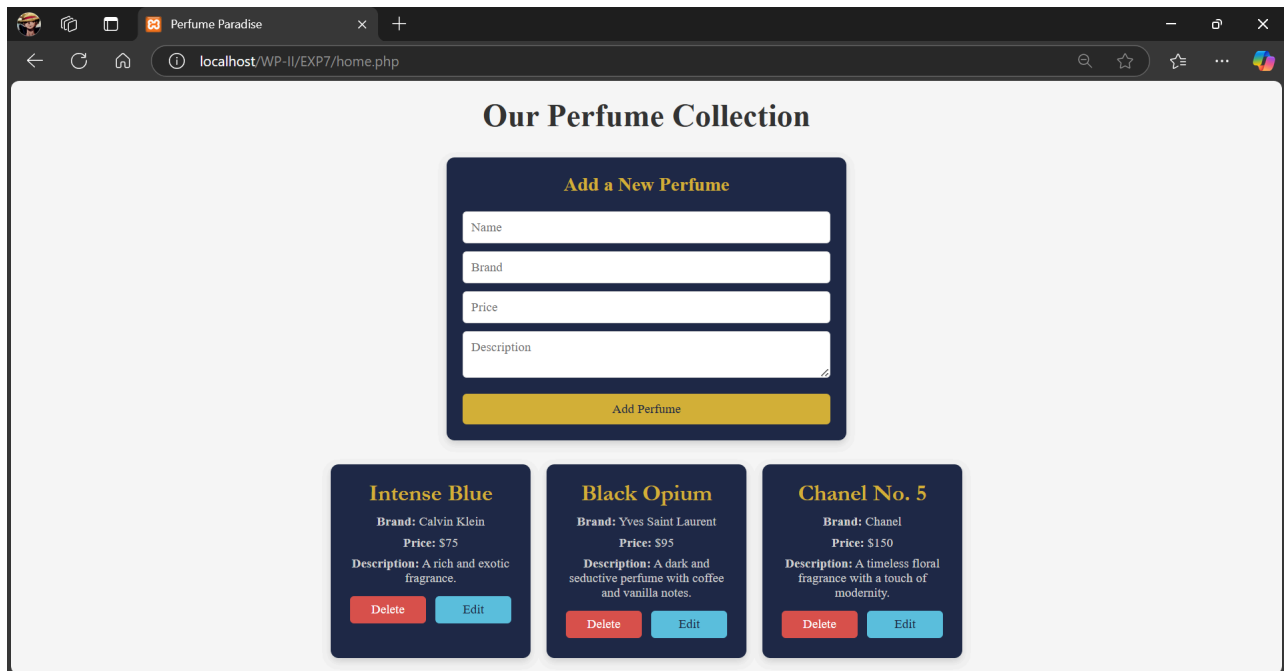 Perfume Paradise
localhost/WP-II/EXP7/home.php
Our Perfume Collection
Add a New Perfume
Name
Brand
Price
Description
Add Perfume
Intense Blue
Brand: Calvin Klein
Price: $75
Description: A rich and exotic
fragrance.
Delete Edit
Black Opium
Brand: Yves Saint Laurent
Price: $95
Description: A dark and
seductive perfume with coffee
and vanilla notes.
Delete Edit
Chanel No. 5
Brand: Chanel
Price: $150
Description: A timeless floral
fragrance with a touch of
modernity.
Delete Edit